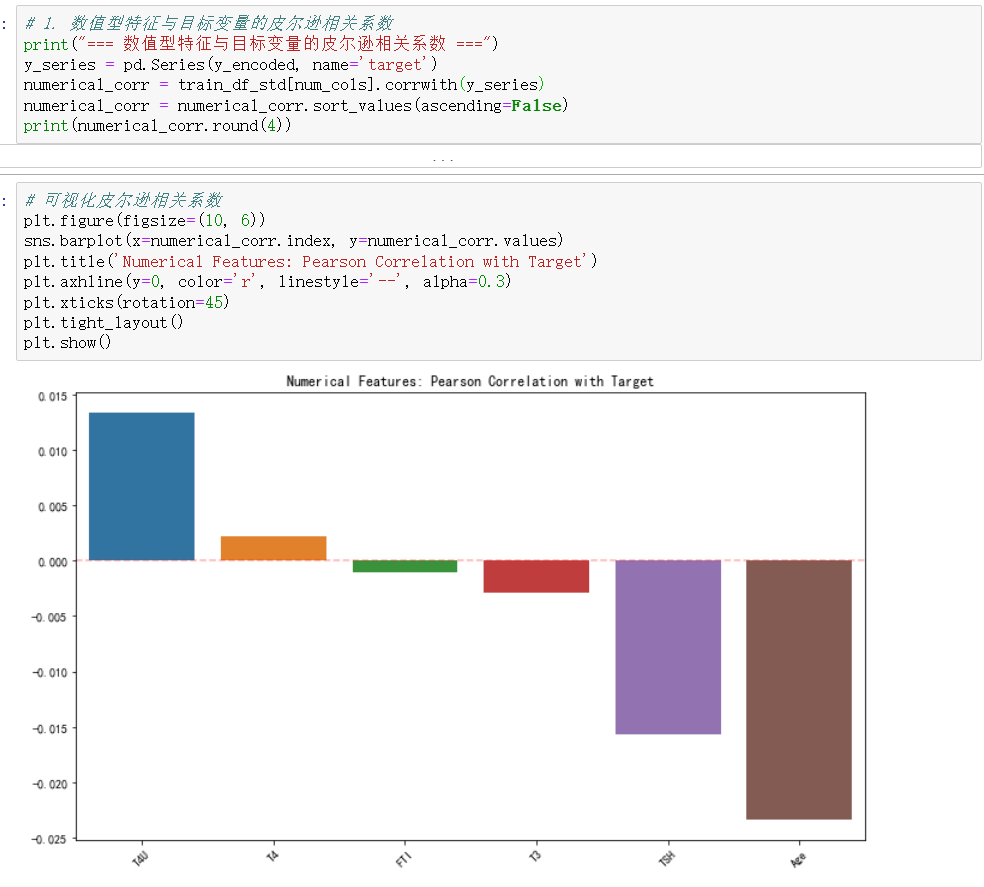 :
# 1. 数值型特征与目标变量的皮尔逊相关系数
print("=== 数值型特征与目标变量的皮尔逊相关系数 ===")
y_series = pd.Series(y_encoded, name='target')
numerical_corr = train_df_std[num_cols].corrwith(y_series)
numerical_corr = numerical_corr.sort_values(ascending=False)
print(numerical_corr.round(4))
...
:
# 可视化皮尔逊相关系数
plt.figure(figsize=(10, 6))
sns.barplot(x=numerical_corr.index, y=numerical_corr.values)
plt.title('Numerical Features: Pearson Correlation with Target')
plt.axhline(y=0, color='r', linestyle='--', alpha=0.3)
plt.xticks(rotation=45)
plt.tight_layout()
plt.show()
Numerical Features: Pearson Correlation with Target
0.015
0.010
0.005
0.000
-0.005
-0.010
-0.015
-0.020
-0.025
T4U
T4
FTI
T3
TSH
Age